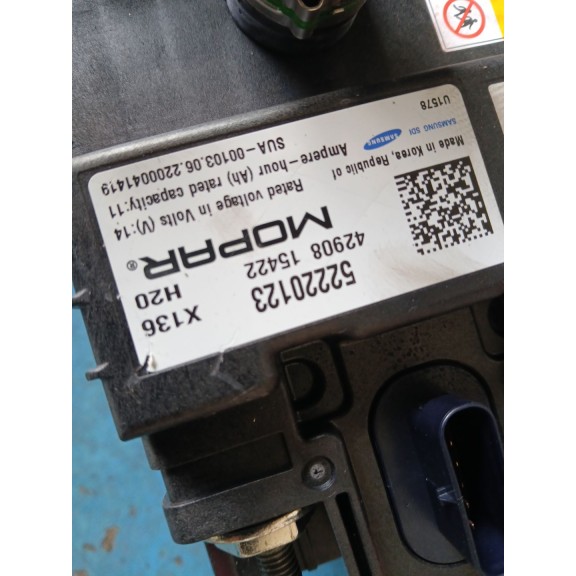 52220123
X136
42908 15422
H20
MOPAR®
Rated voltage in Volts (V):14
Ampere-hour (Ah) rated capacity:11
SUA-00103.06.2200041419
Made in Korea, Republic of
SAMSUNG
SAMSUNG SDI
U1578